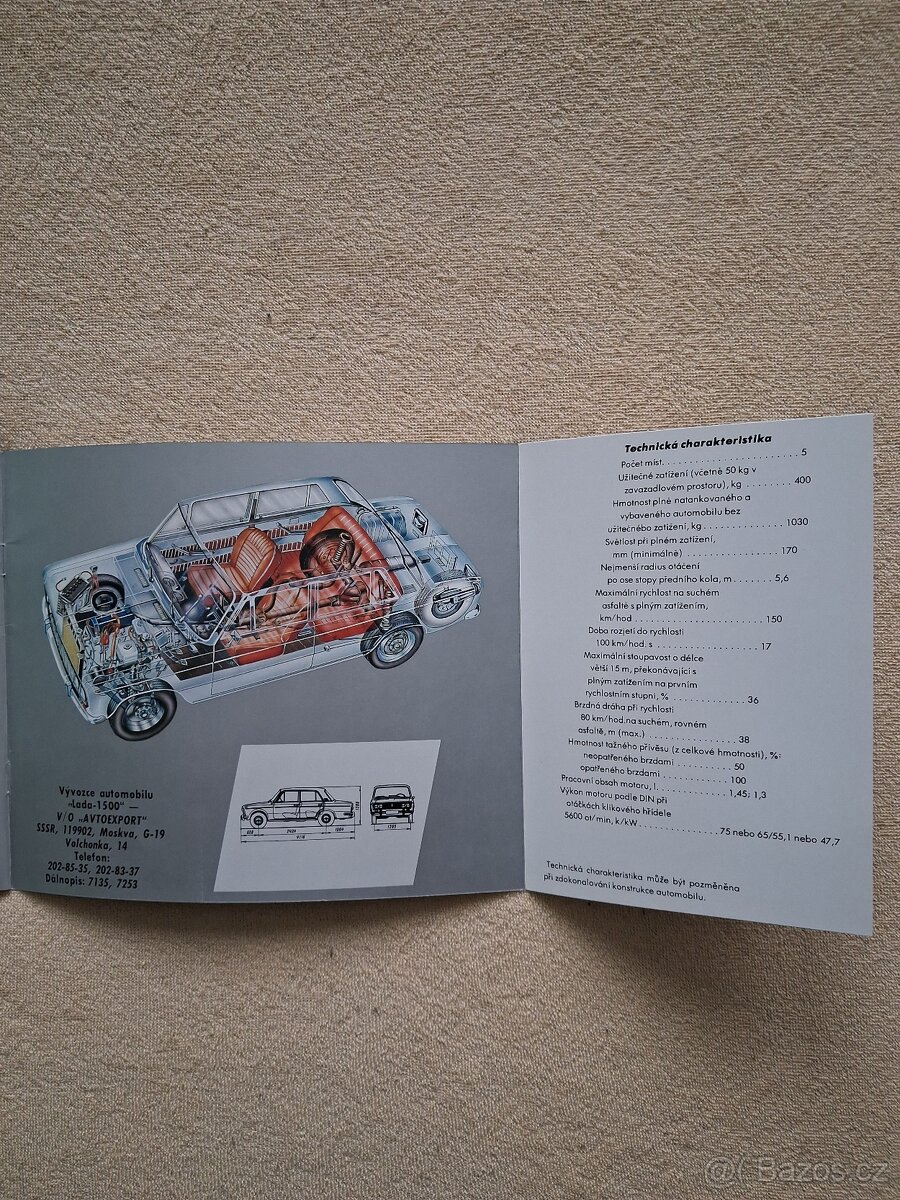 Vývozce automobilu
„Lada-1500“ —
V/O „AVTOEXPORT“
SSSR, 119902, Moskva, G-19
Volchonka, 14
Telefon:
202-85-35, 202-83-37
Dálnopis: 7135, 7253
Technická charakteristika
Počet míst. . . . . . . . . . . . . . . . . . . . . . . . 5
Užitečné zatížení (včetně 50 kg v
zavazadlovém prostoru), kg . . . . . . . . 400
Hmotnost plně natankovaného a
vybaveného automobilu bez
užitečného zatížení, kg . . . . . . . . . . . . . . 1030
Světlost při plném zatížení,
mm (minimálně) . . . . . . . . . . . . . . . . . 170
Nejmenší radius otáčení
po ose stopy předního kola, m . . . . . . . 5,6
Maximální rychlost na suchém
asfaltě s plným zatížením,
km/hod . . . . . . . . . . . . . . . . . . . . . . . 150
Doba rozjetí do rychlosti
100 km/hod. s . . . . . . . . . . . . . . . . . . . 17
Maximální stoupavost o délce
větší 15 m, překonávající s
plným zatížením na prvním
rychlostním stupni, % . . . . . . . . . . . . . 36
Brzdná dráha při rychlosti
80 km/hod.na suchém, rovném
asfaltě, m (max.) . . . . . . . . . . . . . . . 38
Hmotnost tažného přívěsu (z celkové hmotnosti), %:
neopatřeného brzdami . . . . . . . . . . 50
opatřeného brzdami . . . . . . . . . . . 100
Pracovní obsah motoru, l. . . . . . . . . . . . . 1,45; 1,3
Výkon motoru podle DIN při
otáčkách klikového hřídele
5600 ot/min, k/kW . . . . . . . . . . . . . . 75 nebo 65/55,1 nebo 47,7
Technická charakteristika může být pozměněna
při zdokonalování konstrukce automobilu.
Bazos.cz